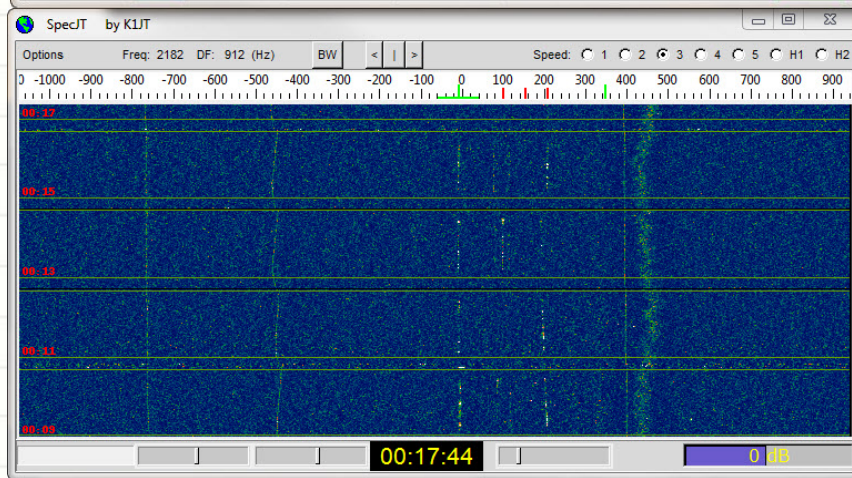 SpecJT by K1JT
Options Freq: 2182 DF: 912 (Hz) BW < | > Speed: 1 2 3 4 5 H1 H2
0 -1000 -900 -800 -700 -600 -500 -400 -300 -200 -100 0 100 200 300 400 500 600 700 800 900
00:17
00:15
00:13
00:11
00:09
00:17:44 0 dB